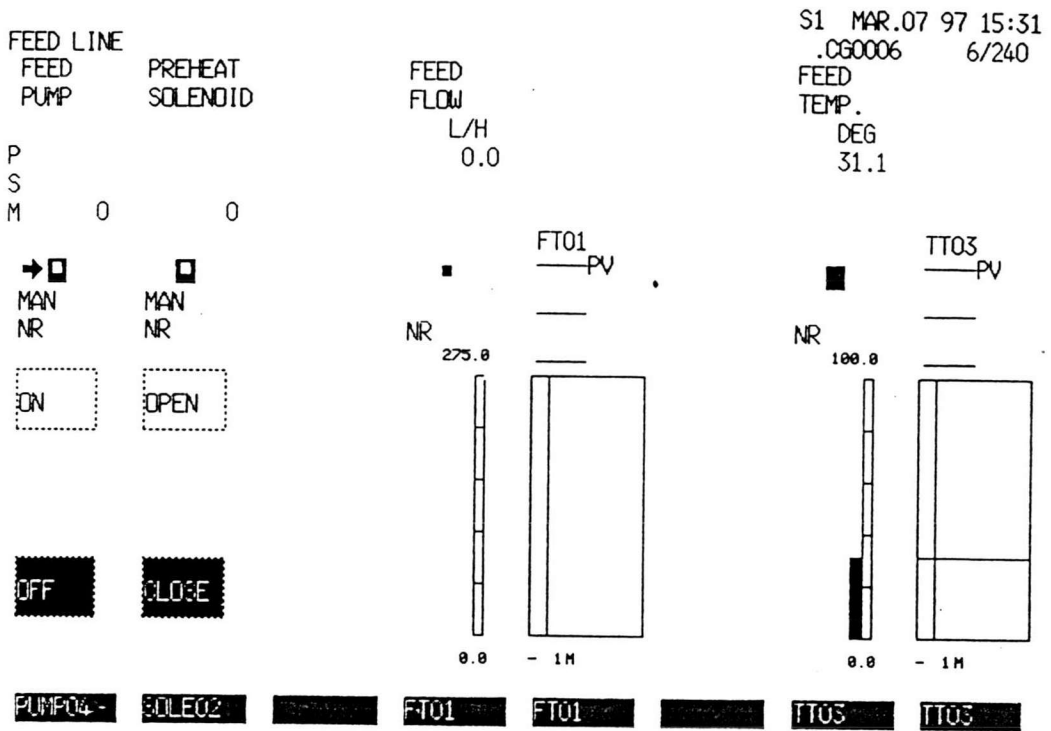 S1 MAR.07 97 15:31
.CG0006 6/240
FEED LINE
FEED PUMP
PREHEAT SOLENOID
FEED FLOW
L/H
0.0
FEED TEMP.
DEG
31.1
P
S
M 0 0
MAN
NR
MAN
NR
ON
OPEN
OFF
CLOSE
NR
275.0
0.0
FT01
PV
- 1M
NR
100.0
0.0
TT03
PV
- 1M
PUMP04-
SOLE02
FT01
FT01
TT03
TT03